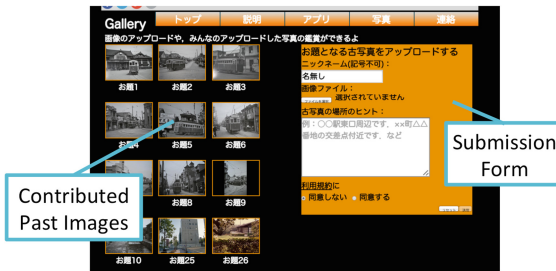 Gallery
トップ
説明
アプリ
写真
連絡
画像のアップロードや、みんなのアップロードした写真の鑑賞ができるよ
お題1
お題2
お題3
お題4
お題5
お題6
お題8
お題9
お題10
お題25
お題26
お題となる古写真をアップロードする
ニックネーム(記号不可)：
名無し
画像ファイル：
選択されていません
古写真の場所のヒント：
例：〇〇駅東口周辺です、××町△△
番地の交差点付近です、など
利用規約に
同意しない
同意する
Contributed
Past Images
Submission
Form